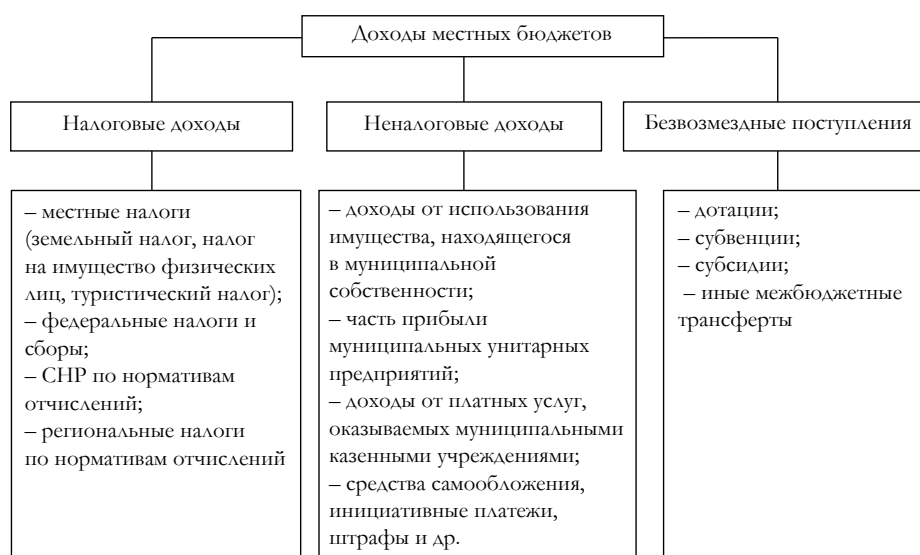 Доходы местных бюджетов
Налоговые доходы
Неналоговые доходы
Безвозмездные поступления
– местные налоги
(земельный налог, налог
на имущество физических
лиц, туристический налог);
– федеральные налоги и
сборы;
– СНР по нормативам
отчислений;
– региональные налоги
по нормативам отчислений
– доходы от использования
имущества, находящегося
в муниципальной
собственности;
– часть прибыли
муниципальных унитарных
предприятий;
– доходы от платных услуг,
оказываемых муниципальными
казенными учреждениями;
– средства самообложения,
инициативные платежи,
штрафы и др.
– дотации;
– субвенции;
– субсидии;
– иные межбюджетные
трансферты